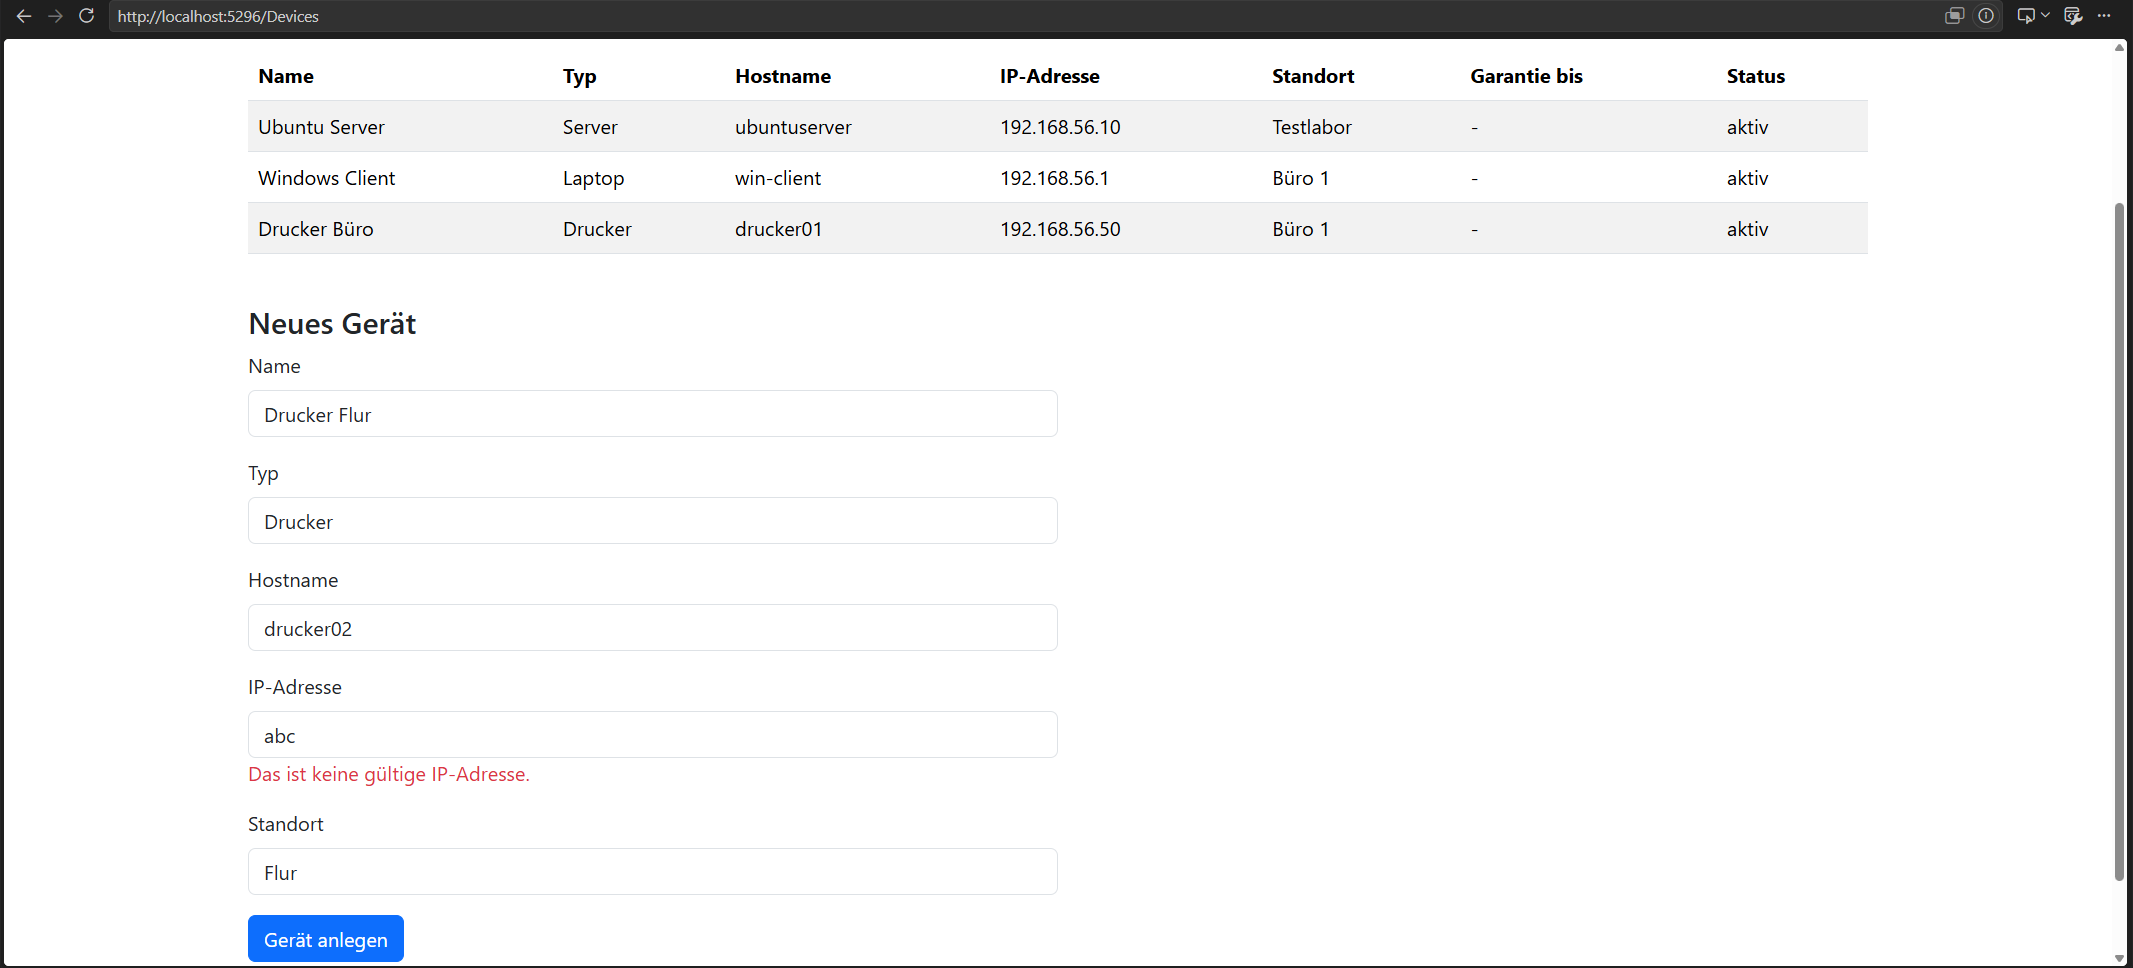 http://localhost:5296/Devices
Name Typ Hostname IP-Adresse Standort Garantie bis Status
Ubuntu Server Server ubuntuserver 192.168.56.10 Testlabor - aktiv
Windows Client Laptop win-client 192.168.56.1 Büro 1 - aktiv
Drucker Büro Drucker drucker01 192.168.56.50 Büro 1 - aktiv
Neues Gerät
Name
Drucker Flur
Typ
Drucker
Hostname
drucker02
IP-Adresse
abc
Das ist keine gültige IP-Adresse.
Standort
Flur
Gerät anlegen